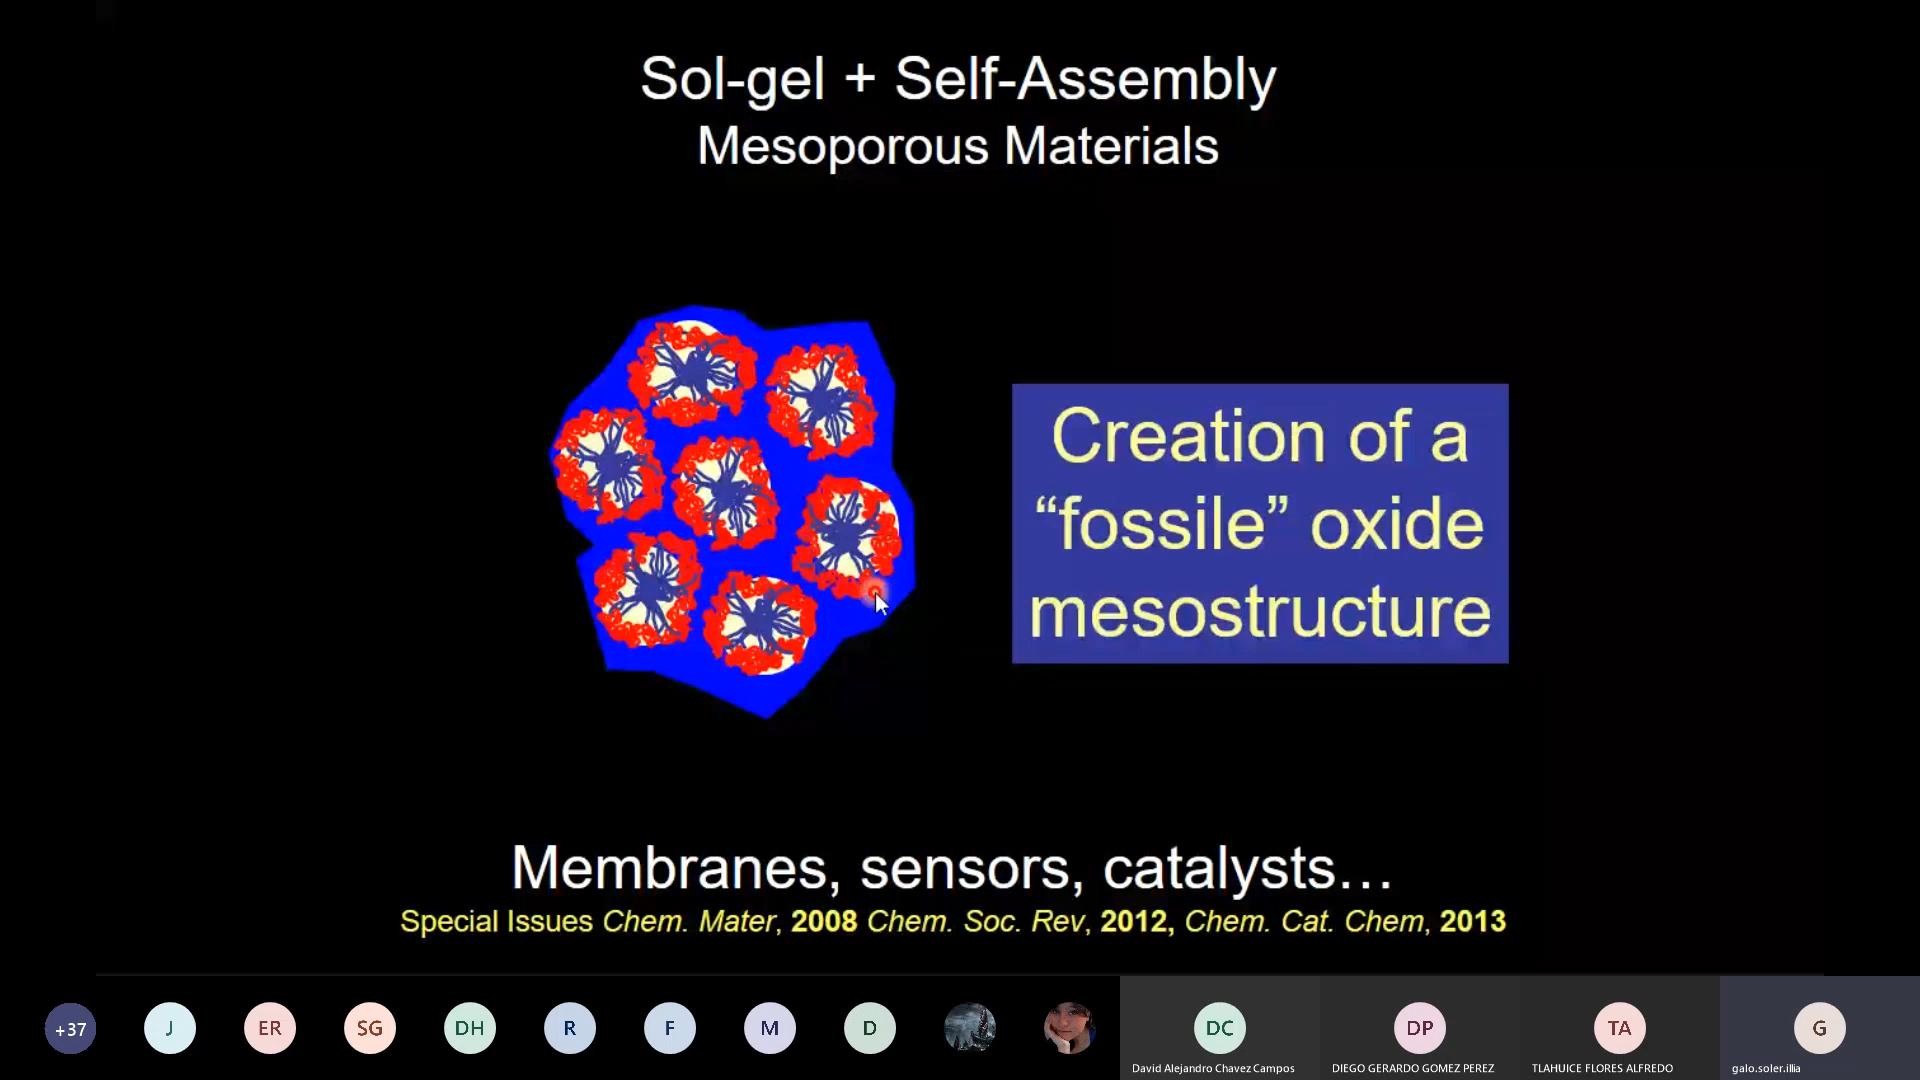 Sol-gel + Self-Assembly
Mesoporous Materials
Creation of a
“fossile” oxide
mesostructure
Membranes, sensors, catalysts…
Special Issues Chem. Mater, 2008 Chem. Soc. Rev, 2012, Chem. Cat. Chem, 2013
+37
J
ER
SG
DH
R
F
M
D
DC
DP
TA
G
David Alejandro Chavez Campos
DIEGO GERARDO GOMEZ PEREZ
TLAHUICE FLORES ALFREDO
galo.soler.illia